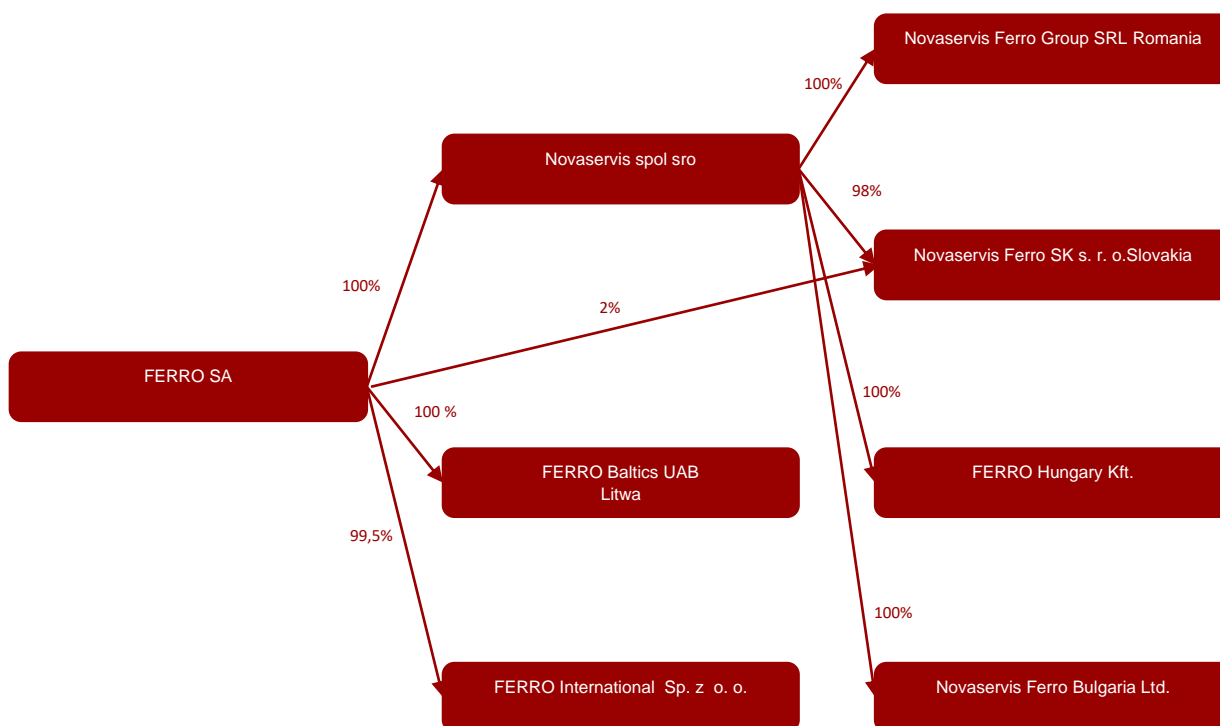 Novaservis Ferro Group SRL Romania
100%
Novaservis spol sro
98%
Novaservis Ferro SK s. r. o.Slovakia
100%
2%
FERRO SA
100 %
100%
FERRO Baltics UAB
Litwa
FERRO Hungary Kft.
99,5%
100%
FERRO International Sp. z o. o.
Novaservis Ferro Bulgaria Ltd.